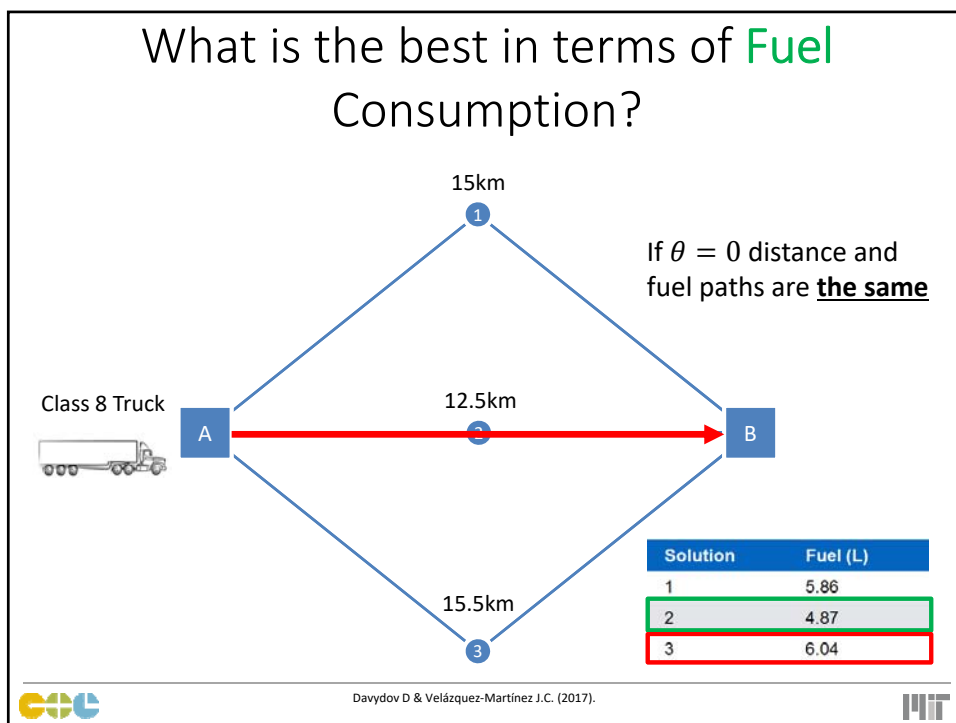 What is the best in terms of Fuel
Consumption?
15km
1
If θ = 0 distance and
fuel paths are the same
Class 8 Truck
A
12.5km
2
B
15.5km
3
Solution Fuel (L)
1 5.86
2 4.87
3 6.04
Davydov D & Velázquez-Martínez J.C. (2017).